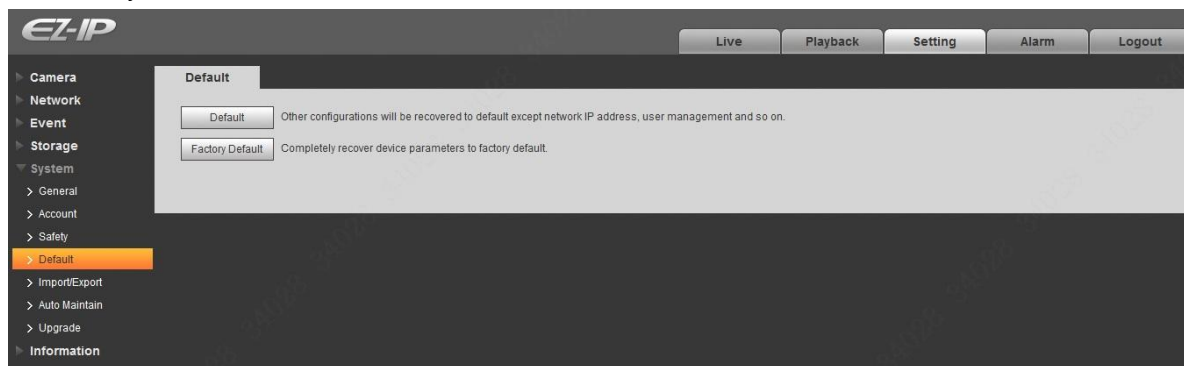 EZ-IP
Live Playback Setting Alarm Logout
Camera
Network
Event
Storage
System
> General
> Account
> Safety
> Default
> Import/Export
> Auto Maintain
> Upgrade
Information
Default
Default Other configurations will be recovered to default except network IP address, user management and so on.
Factory Default Completely recover device parameters to factory default.